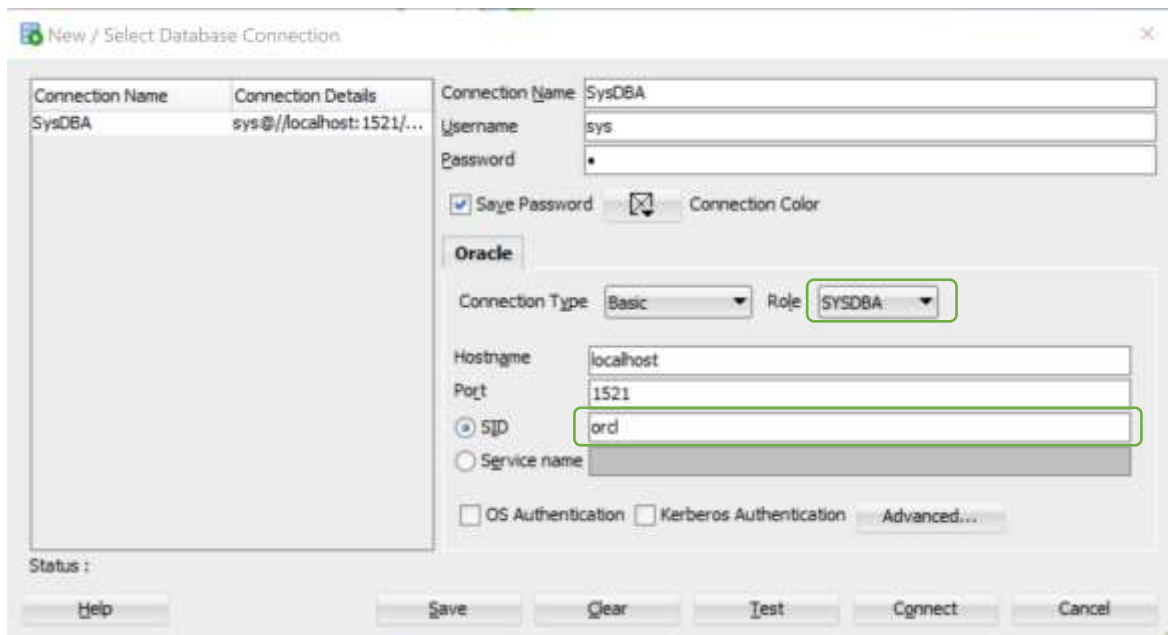 New / Select Database Connection
Connection Name Connection Details
SysDBA sys@//localhost:1521/...
Connection Name SysDBA
Username sys
Password •
Save Password Connection Color
Oracle
Connection Type Basic Role SYSDBA
Hostname localhost
Port 1521
SID orcl
Service name
OS Authentication Kerberos Authentication Advanced...
Status :
Help Save Clear Test Connect Cancel